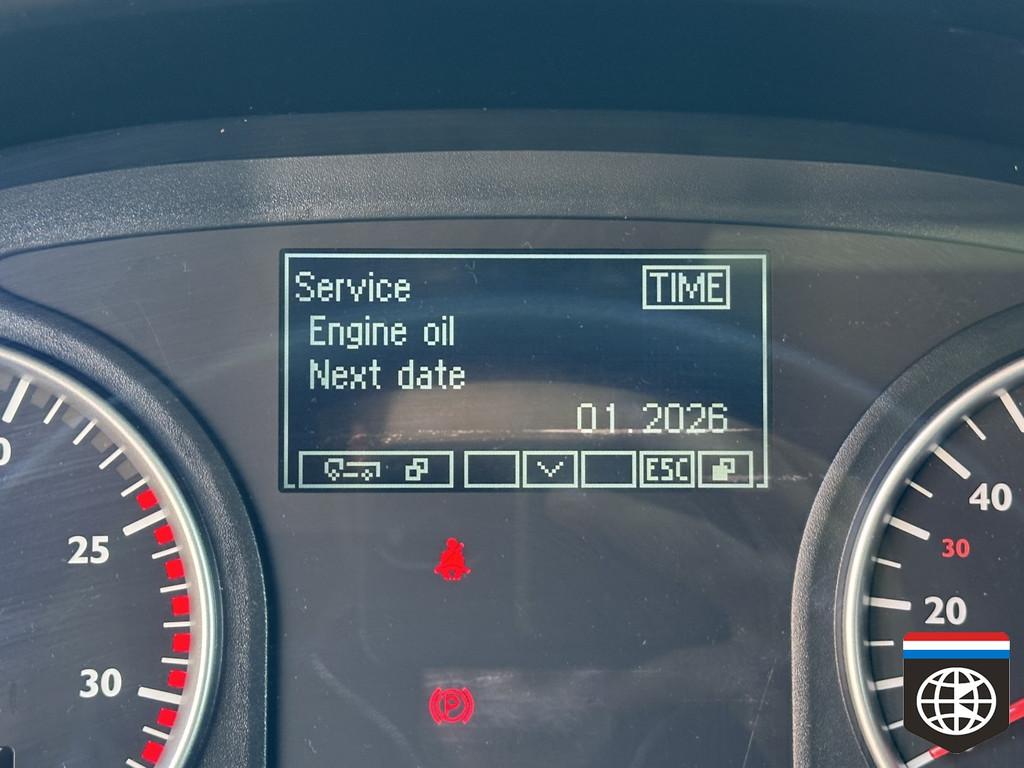 Service TIME
Engine oil
Next date
01.2026
ESC
25
30
40
30
20
P